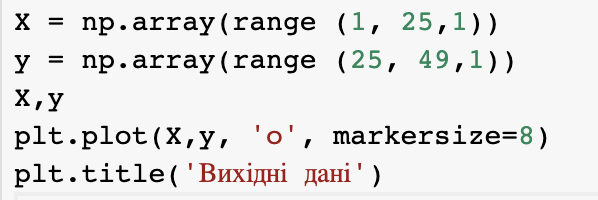 X = np.array(range (1, 25,1))
y = np.array(range (25, 49,1))
X,y
plt.plot(X,y, 'o', markersize=8)
plt.title('Вихідні дані')